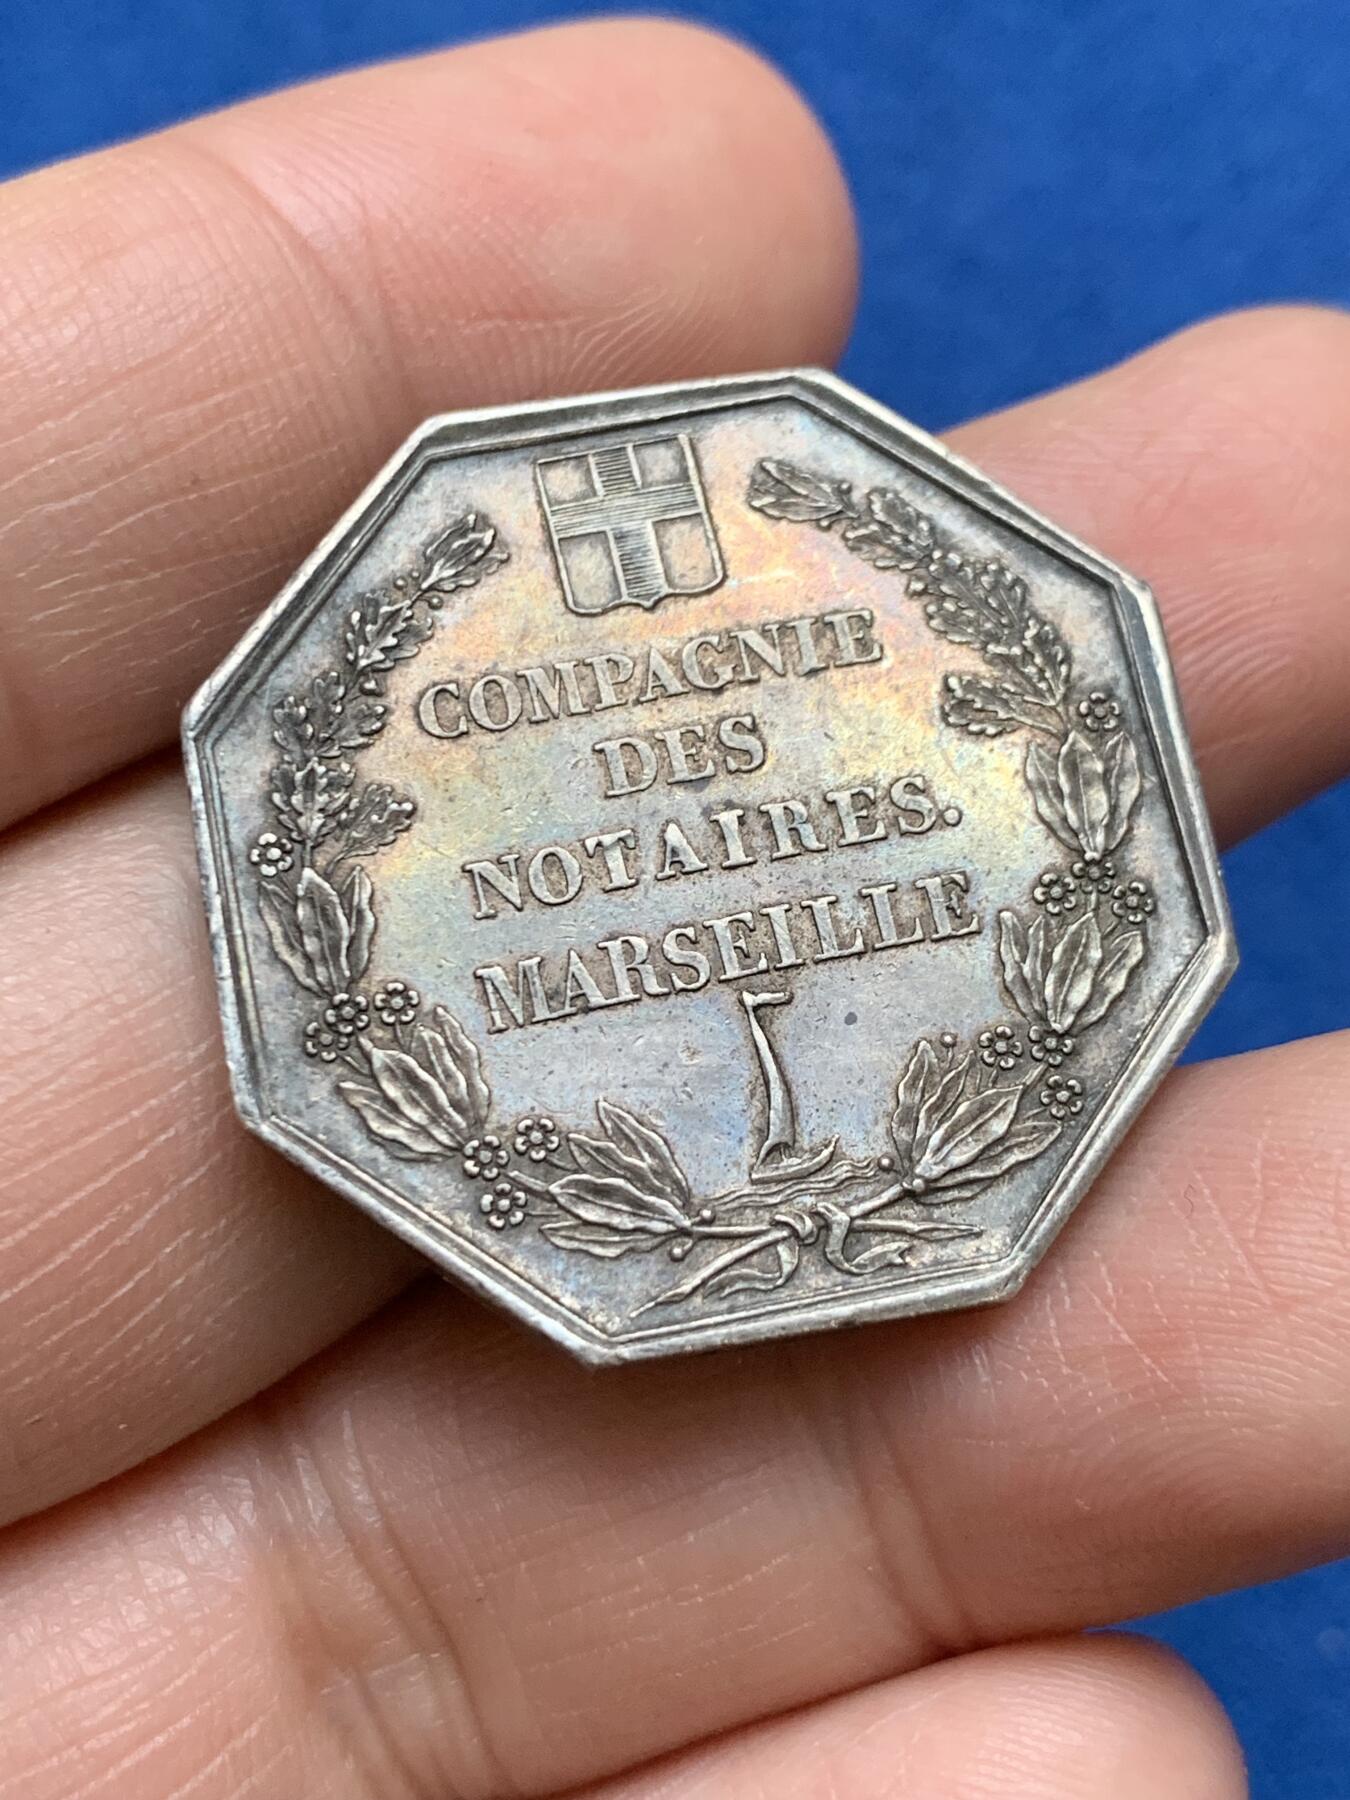 COMPAGNIE
DES
NOTAIRES.
MARSEILLE